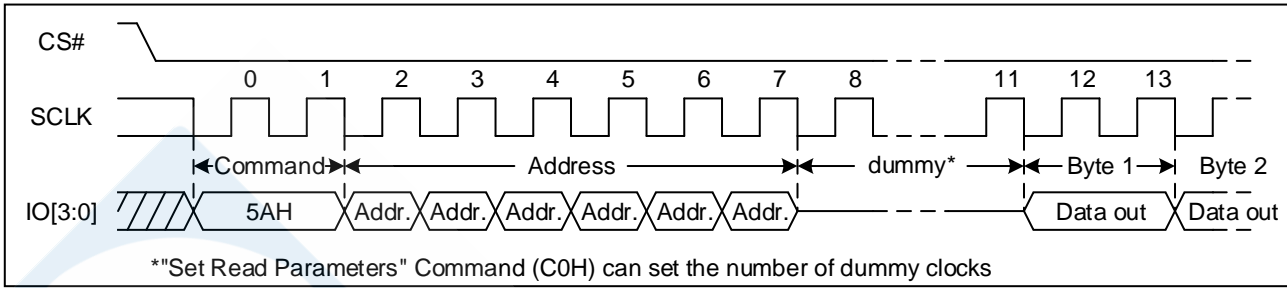 CS#
0 1 2 3 4 5 6 7 8 11 12 13
SCLK
Command Address dummy* Byte 1 Byte 2
IO[3:0] 5AH Addr. Addr. Addr. Addr. Addr. Addr. Data out Data out
*"Set Read Parameters" Command (C0H) can set the number of dummy clocks